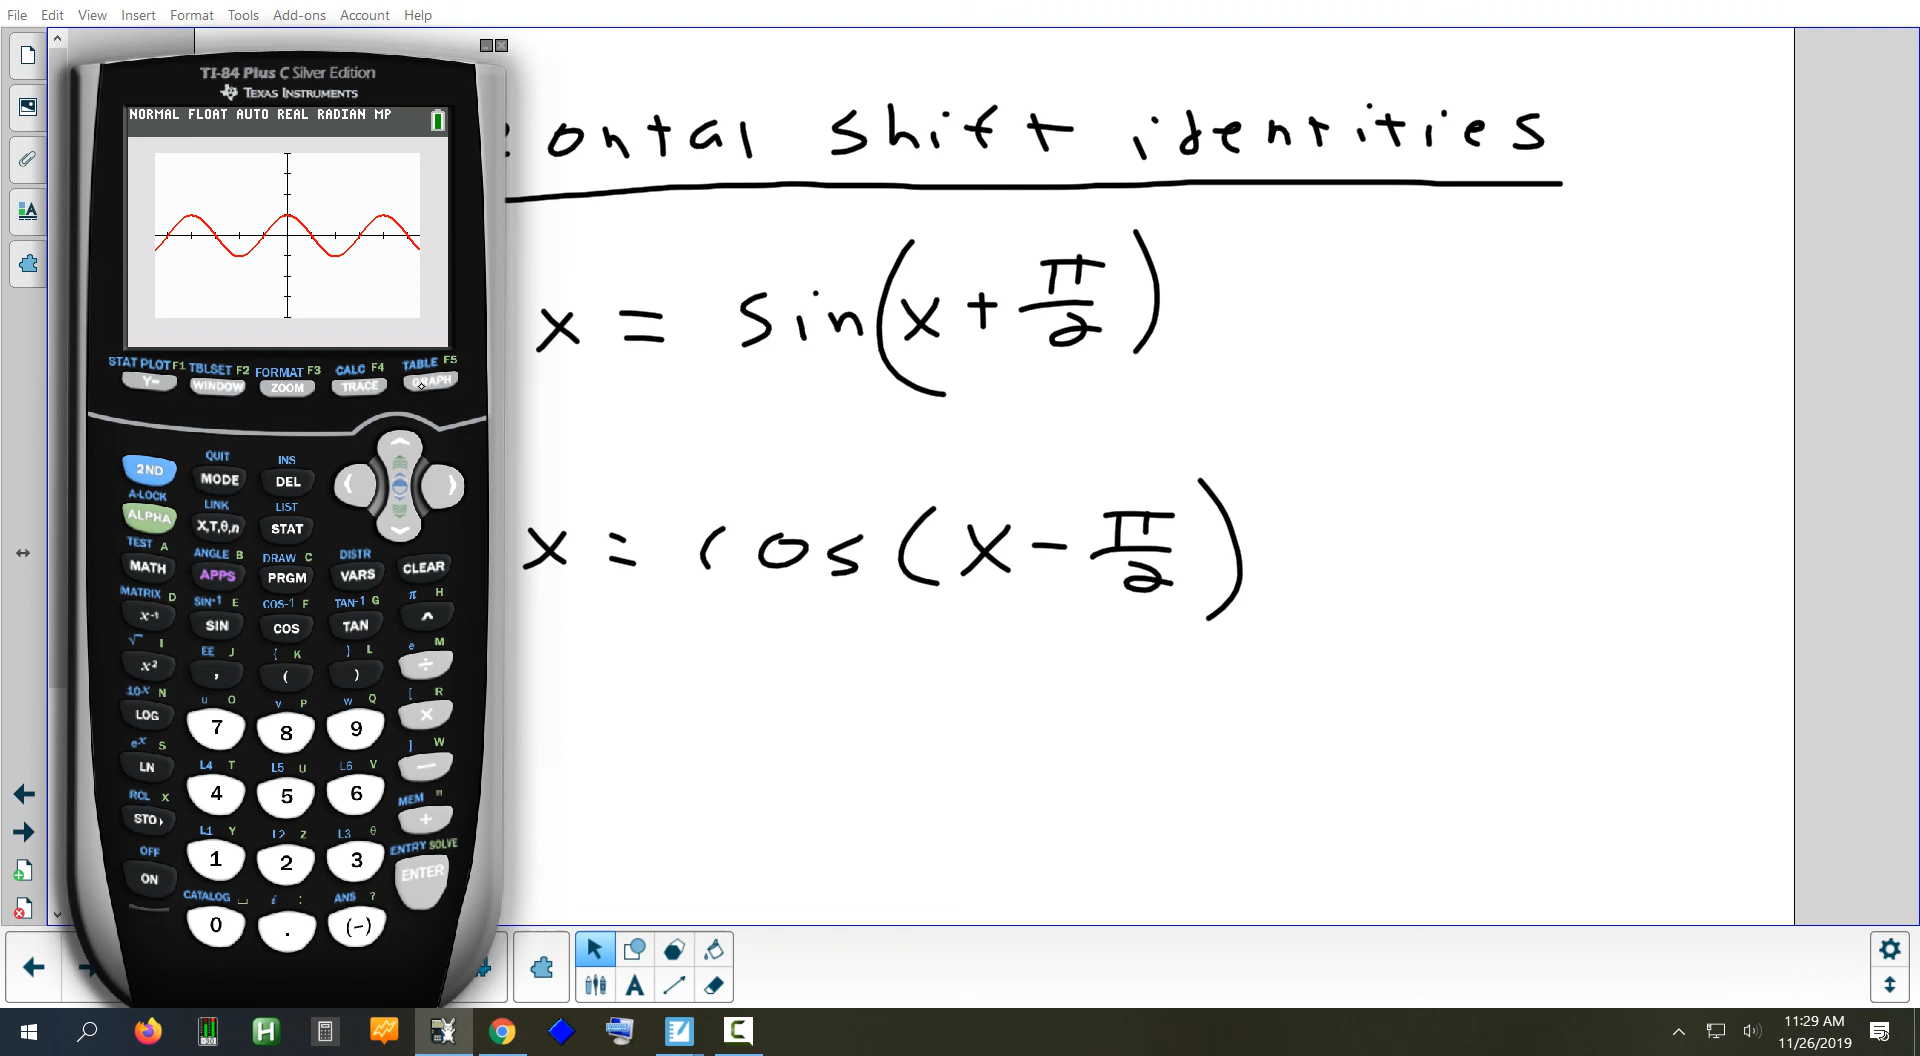 File Edit View Insert Format Tools Add-ons Account Help
TI-84 Plus C Silver Edition
TEXAS INSTRUMENTS
NORMAL FLOAT AUTO REAL RADIAN MP
ontal shift identities
x = sin(x + π/2)
x = cos(x - π/2)
STAT PLOT F1 TBLSET F2 FORMAT F3 CALC F4 TABLE F5
Y= WINDOW ZOOM TRACE GRAPH
QUIT INS
2ND MODE DEL
A-LOCK LINK LIST
ALPHA X,T,θ,n STAT
TEST A ANGLE B DRAW C DISTR
MATH APPS PRGM VARS CLEAR
MATRIX D SIN-1 E COS-1 F TAN-1 G π H
x-1 SIN COS TAN ^
√ I EE J { K } L e M
x² , ( ) ÷
10x N u O v P w Q [ R
LOG 7 8 9 ×
ex S L4 T L5 U L6 V ] W
LN 4 5 6 −
RCL X L1 Y L2 Z L3 θ MEM "
STO 1 2 3 +
OFF ENTRY SOLVE
ON ENTER
CATALOG i : ANS ?
0 . (-)
A
11:29 AM
11/26/2019